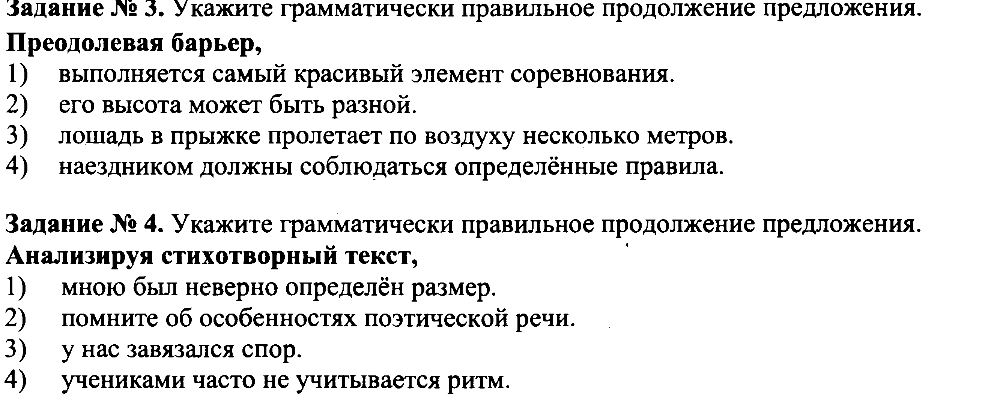 Задание № 3. Укажите грамматически правильное продолжение предложения.
Преодолевая барьер,
1) выполняется самый красивый элемент соревнования.
2) его высота может быть разной.
3) лошадь в прыжке пролетает по воздуху несколько метров.
4) наездником должны соблюдаться определённые правила.
Задание № 4. Укажите грамматически правильное продолжение предложения.
Анализируя стихотворный текст,
1) мною был неверно определён размер.
2) помните об особенностях поэтической речи.
3) у нас завязался спор.
4) учениками часто не учитывается ритм.